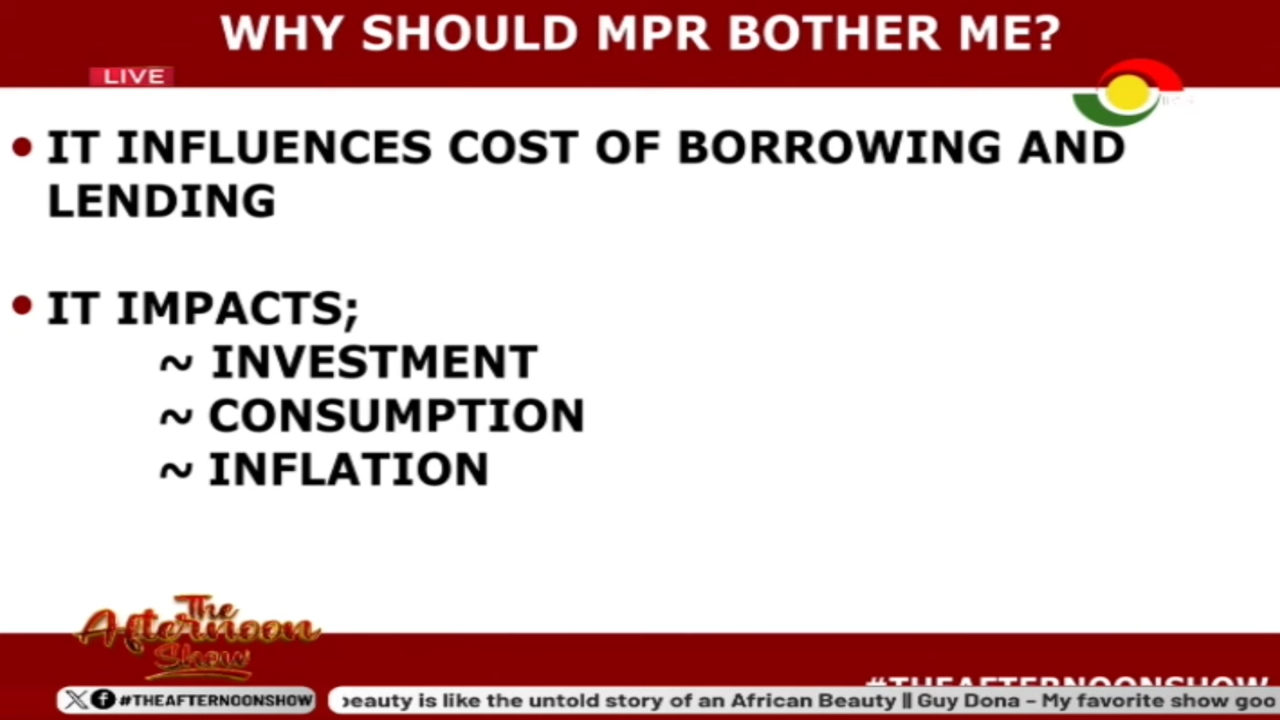 WHY SHOULD MPR BOTHER ME?
LIVE
• IT INFLUENCES COST OF BORROWING AND
LENDING
• IT IMPACTS;
~ INVESTMENT
~ CONSUMPTION
~ INFLATION
The
Afternoon
Show
#THEAFTERNOONSHOW
#THEAFTERNOONSHOW
beauty is like the untold story of an African Beauty || Guy Dona - My favorite show goo